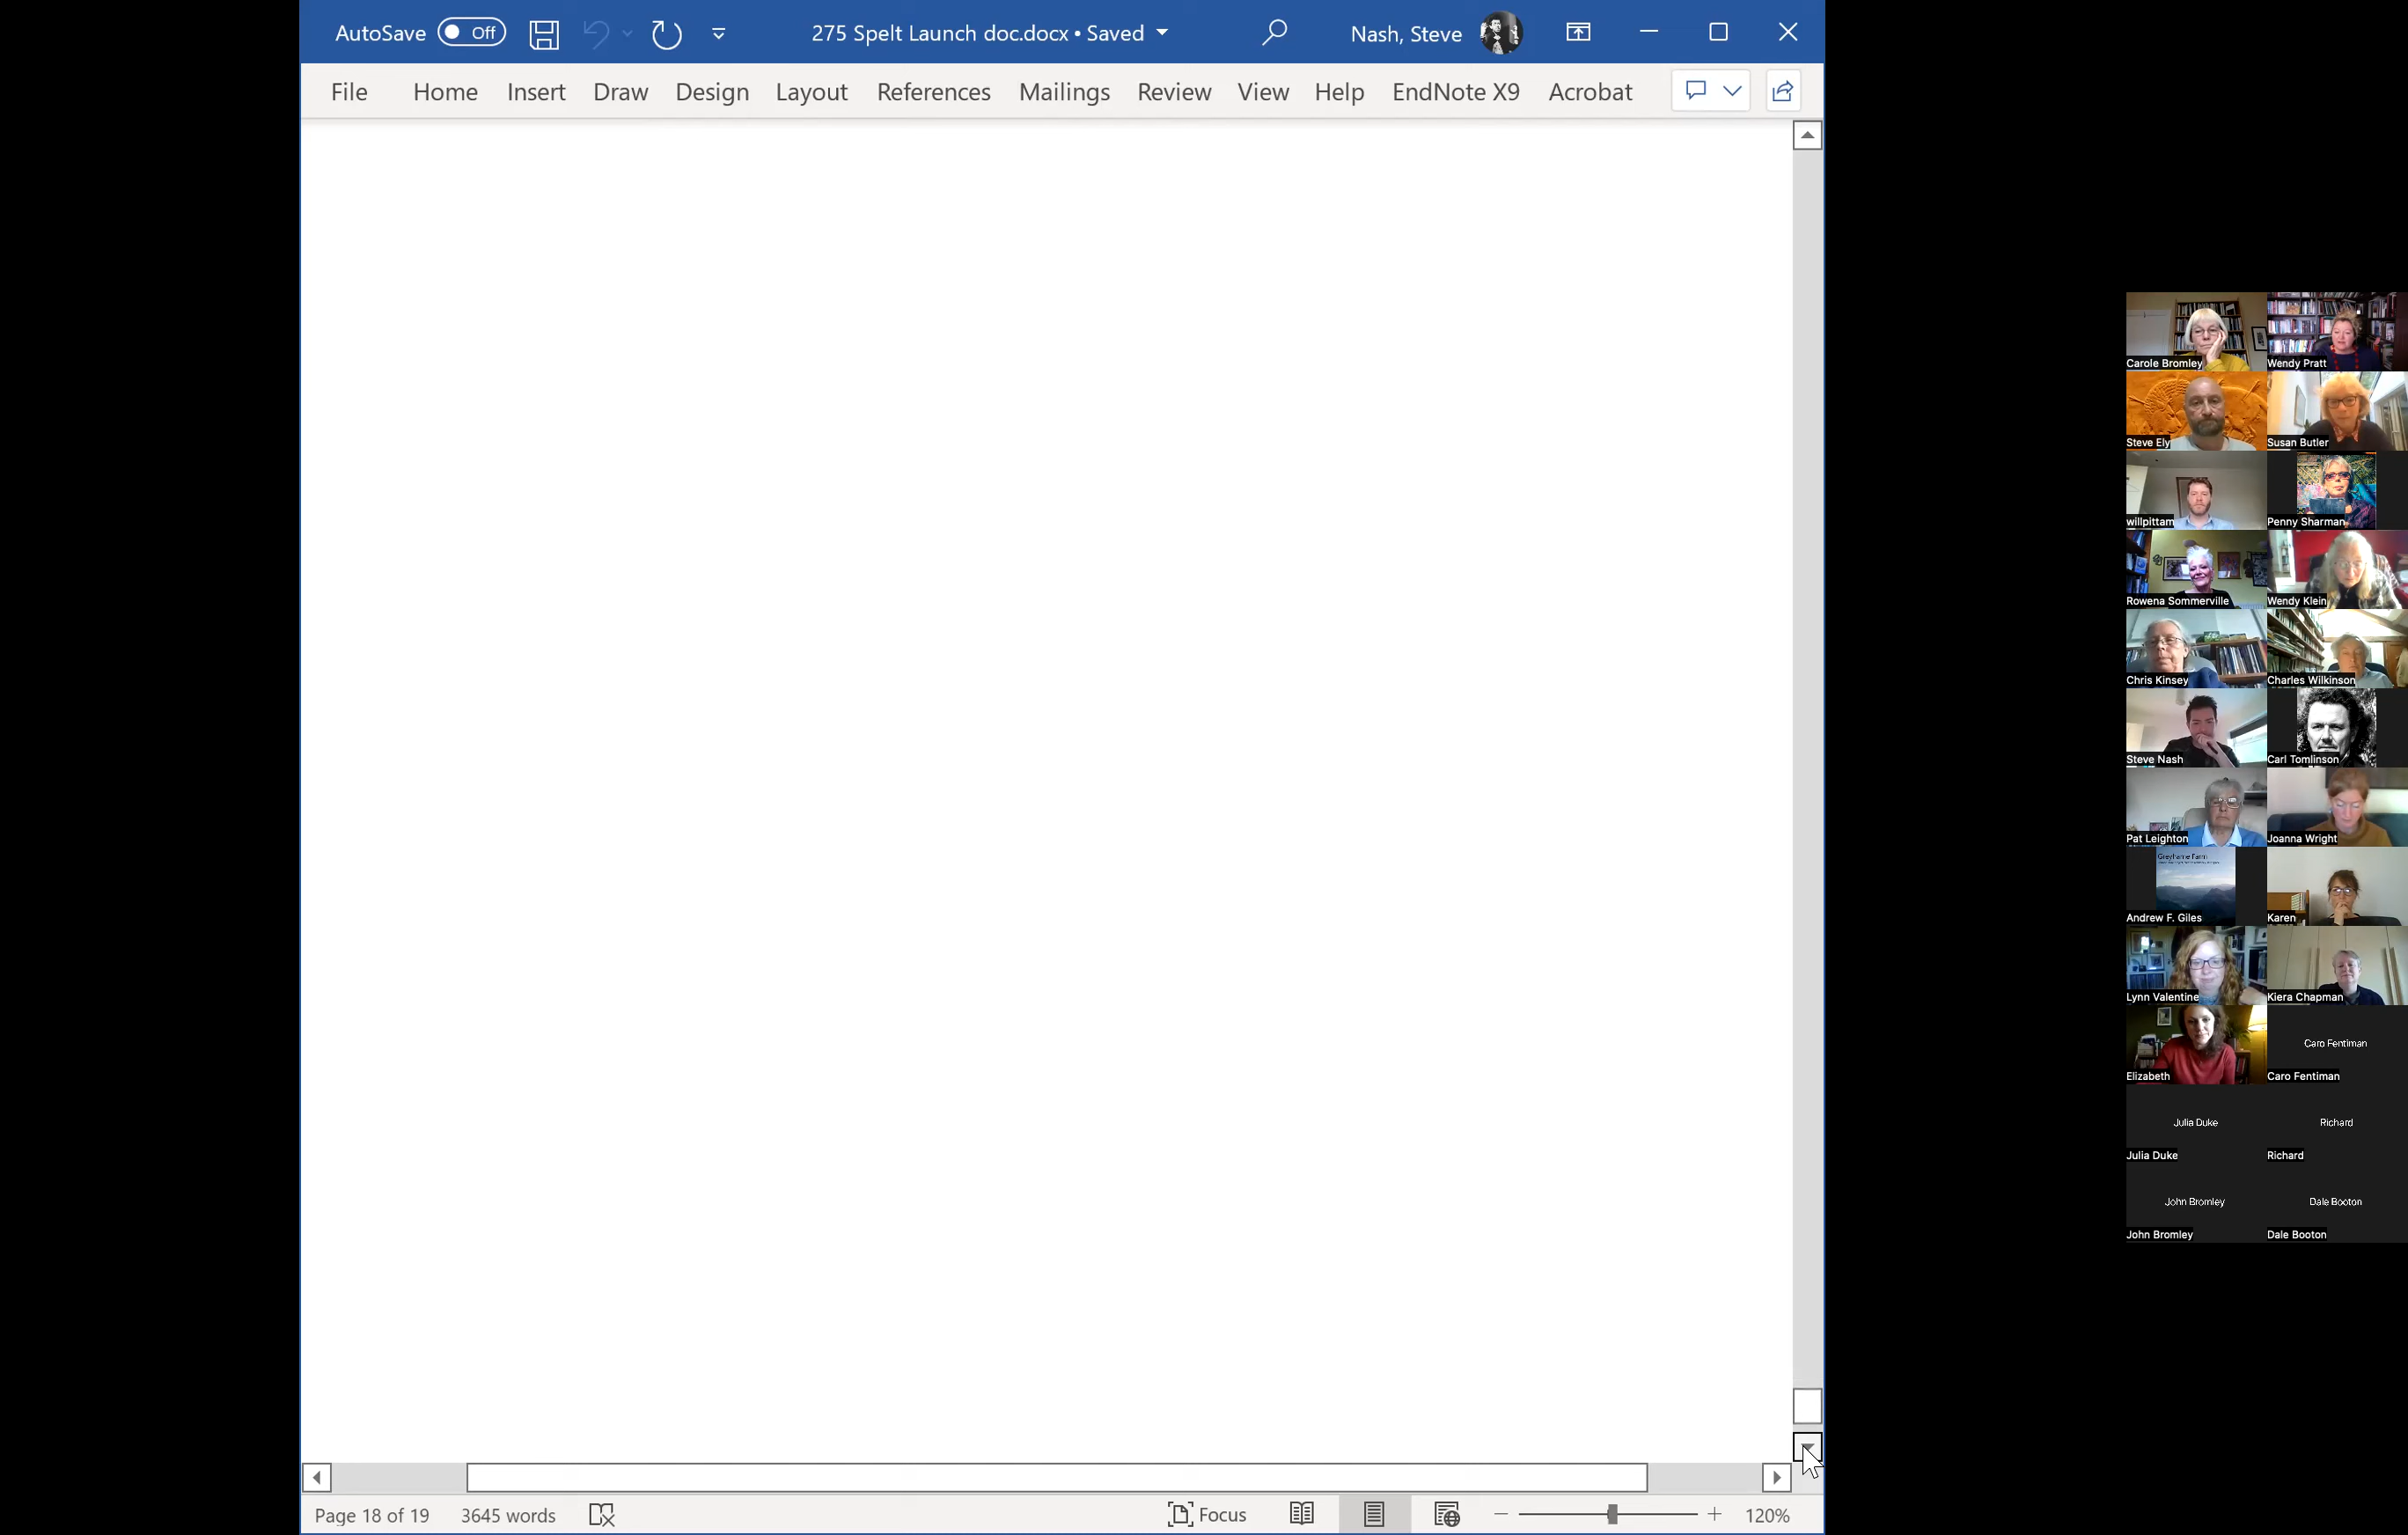 AutoSave Off 275 Spelt Launch doc.docx • Saved Nash, Steve
File Home Insert Draw Design Layout References Mailings Review View Help EndNote X9 Acrobat
Page 18 of 19 3645 words Focus 120%
Carole Bromley Wendy Pratt
Steve Ely Susan Butler
willpittam Penny Sharman
Rowena Sommerville Wendy Klein
Chris Kinsey Charles Wilkinson
Steve Nash Carl Tomlinson
Pat Leighton Joanna Wright
Andrew F. Giles Karen
Lynn Valentine Kiera Chapman
Caro Fentiman
Elizabeth Caro Fentiman
Julia Duke Richard
Julia Duke Richard
John Bromley Dale Booton
John Bromley Dale Booton